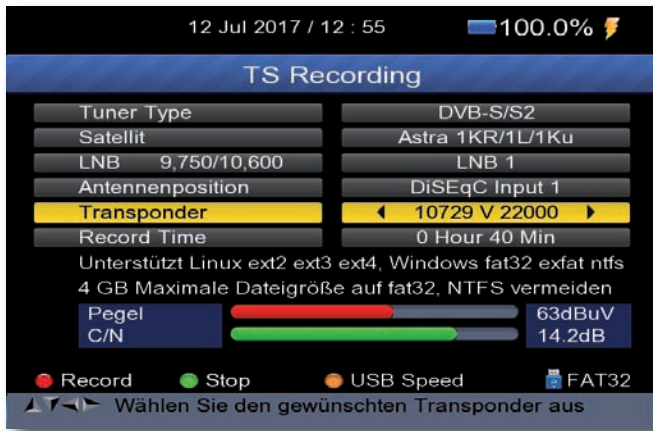 12 Jul 2017 / 12 : 55 100.0%
TS Recording
Tuner Type DVB-S/S2
Satellit Astra 1KR/1L/1Ku
LNB 9,750/10,600 LNB 1
Antennenposition DiSEqC Input 1
Transponder 10729 V 22000
Record Time 0 Hour 40 Min
Unterstützt Linux ext2 ext3 ext4, Windows fat32 exfat ntfs
4 GB Maximale Dateigröße auf fat32, NTFS vermeiden
Pegel 63dBuV
C/N 14.2dB
Record Stop USB Speed FAT32
Wählen Sie den gewünschten Transponder aus